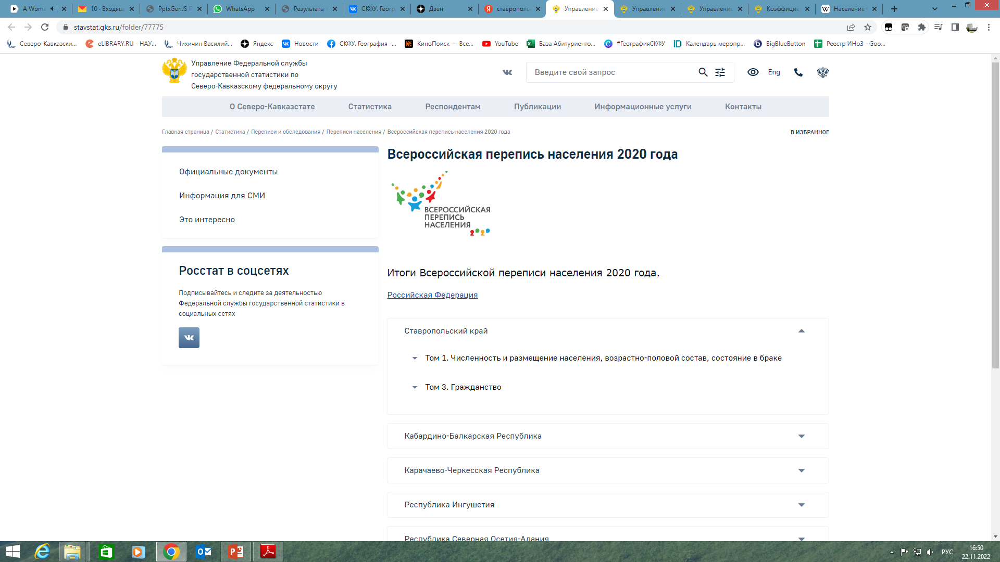 A Woma
10 · Входящ
PptxGenJS P
WhatsApp
Результаты
СКФУ. Геогр
Дзен
ставрополь
Управление
Управление
Управление
Коэффицие
Население
stavstat.gks.ru/folder/77775
Северо-Кавказски...
eLIBRARY.RU - НАУ...
Чихичин Василий...
Яндекс
Новости
СКФУ. География -...
КиноПоиск — Все...
YouTube
База Абитуриенто...
#ГеографияСКФУ
Календарь меропр...
BigBlueButton
Реестр ИНоЗ - Goo...
Управление Федеральной службы
государственной статистики по
Северо-Кавказскому федеральному округу
Введите свой запрос
Eng
О Северо-Кавказстате
Статистика
Респондентам
Публикации
Информационные услуги
Контакты
Главная страница / Статистика / Переписи и обследования / Переписи населения / Всероссийская перепись населения 2020 года
В ИЗБРАННОЕ
Официальные документы
Информация для СМИ
Это интересно
Росстат в соцсетях
Подписывайтесь и следите за деятельностью
Федеральной службы государственной статистики в
социальных сетях
Всероссийская перепись населения 2020 года
ВСЕРОССИЙСКАЯ
ПЕРЕПИСЬ
НАСЕЛЕНИЯ
2020
Итоги Всероссийской переписи населения 2020 года.
Российская Федерация
Ставропольский край
Том 1. Численность и размещение населения, возрастно-половой состав, состояние в браке
Том 3. Гражданство
Кабардино-Балкарская Республика
Карачаево-Черкесская Республика
Республика Ингушетия
Республика Северная Осетия-Алания
РУС
16:50
22.11.2022